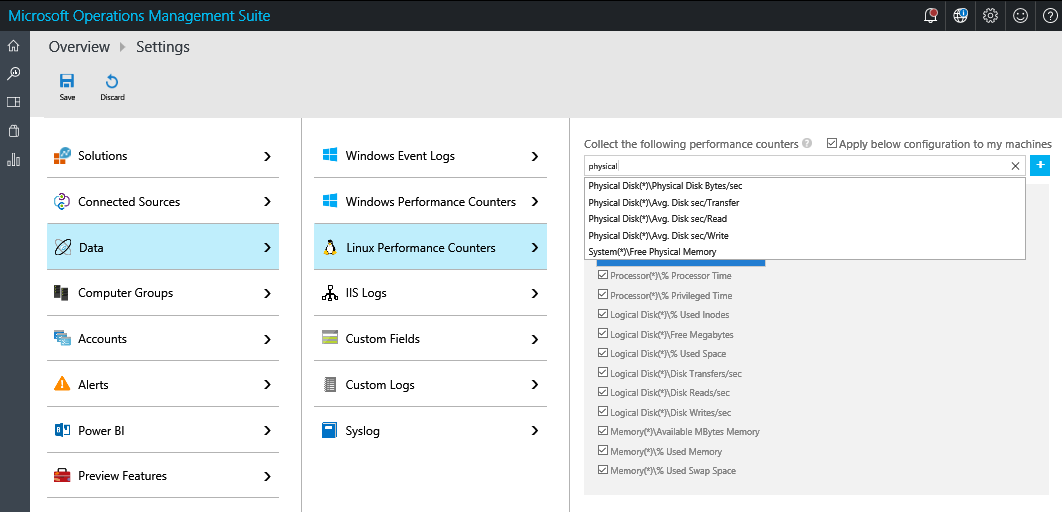 Microsoft Operations Management Suite
Overview Settings
Save Discard
Solutions
Connected Sources
Data
Computer Groups
Accounts
Alerts
Power BI
Preview Features
Windows Event Logs
Windows Performance Counters
Linux Performance Counters
IIS Logs
Custom Fields
Custom Logs
Syslog
Collect the following performance counters Apply below configuration to my machines
physical
Physical Disk(*)\Physical Disk Bytes/sec
Physical Disk(*)\Avg. Disk sec/Transfer
Physical Disk(*)\Avg. Disk sec/Read
Physical Disk(*)\Avg. Disk sec/Write
System(*)\Free Physical Memory
Processor(*)\% Processor Time
Processor(*)\% Privileged Time
Logical Disk(*)\% Used Inodes
Logical Disk(*)\Free Megabytes
Logical Disk(*)\% Used Space
Logical Disk(*)\Disk Transfers/sec
Logical Disk(*)\Disk Reads/sec
Logical Disk(*)\Disk Writes/sec
Memory(*)\Available MBytes Memory
Memory(*)\% Used Memory
Memory(*)\% Used Swap Space